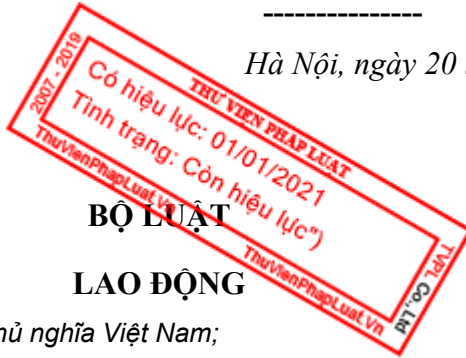 ---------------
Hà Nội, ngày 20
2007 - 2019
THƯ VIỆN PHÁP LUẬT
Có hiệu lực: 01/01/2021
Tình trạng: Còn hiệu lực")
ThuVienPhapLuat.Vn
ThuVienPhapLuat.Vn
TVPL Co., Ltd
BỘ LUẬT
LAO ĐỘNG
nghĩa Việt Nam;